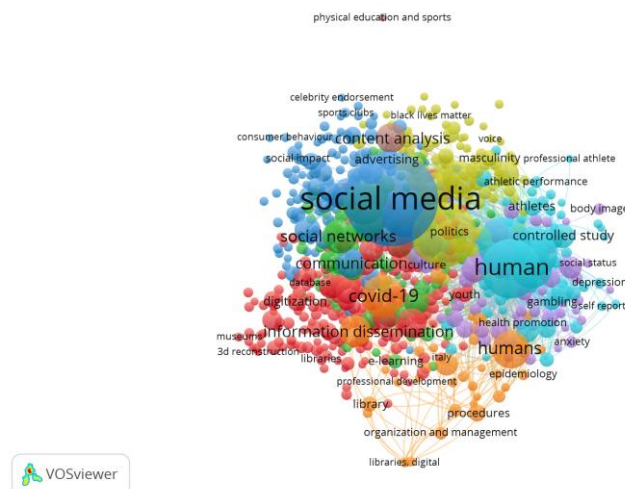 physical education and sports
celebrity endorsement
sports clubs
black lives matter
consumer behaviour
content analysis
voice
social impact
advertising
masculinity
professional athlete
athletic performance
social media
athletes
body image
social networks
politics
controlled study
communication
culture
human
social status
database
depression
digitization
covid-19
youth
gambling
self report
information dissemination
health promotion
museums
anxiety
3d reconstruction
libraries
e-learning
italy
humans
epidemiology
professional development
library
procedures
organization and management
libraries, digital
VOSviewer